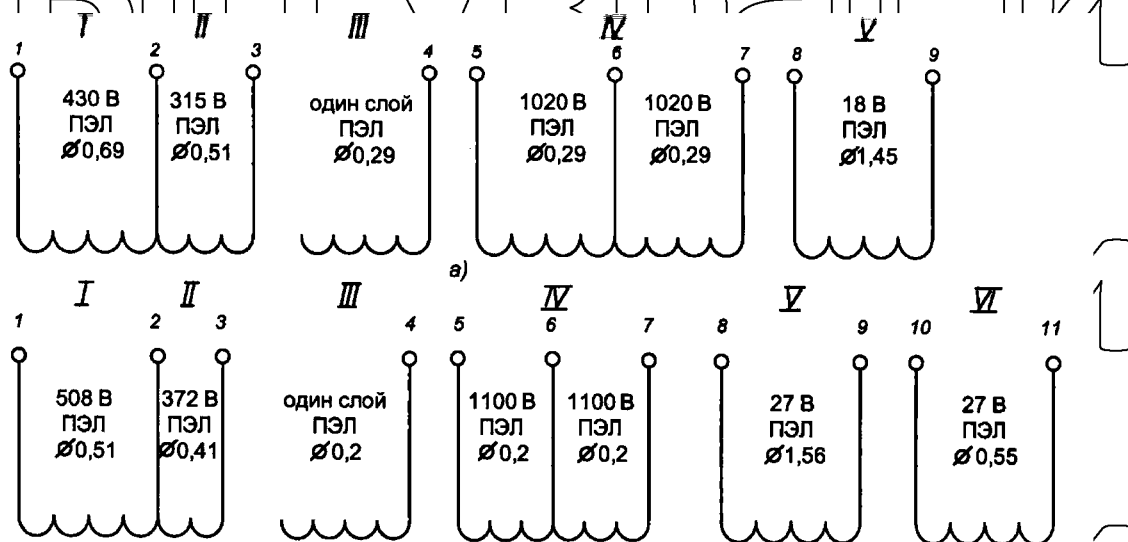 I II III IV V
1 2 3 4 5 6 7 8 9
430 В 315 В один слой 1020 В 1020 В 18 В
ПЭЛ ПЭЛ ПЭЛ ПЭЛ ПЭЛ ПЭЛ
Ø0,69 Ø0,51 Ø0,29 Ø0,29 Ø0,29 Ø1,45
а)
I II III IV V VI
1 2 3 4 5 6 7 8 9 10 11
508 В 372 В один слой 1100 В 1100 В 27 В 27 В
ПЭЛ ПЭЛ ПЭЛ ПЭЛ ПЭЛ ПЭЛ ПЭЛ
Ø0,51 Ø0,41 Ø0,2 Ø0,2 Ø0,2 Ø1,56 Ø0,55